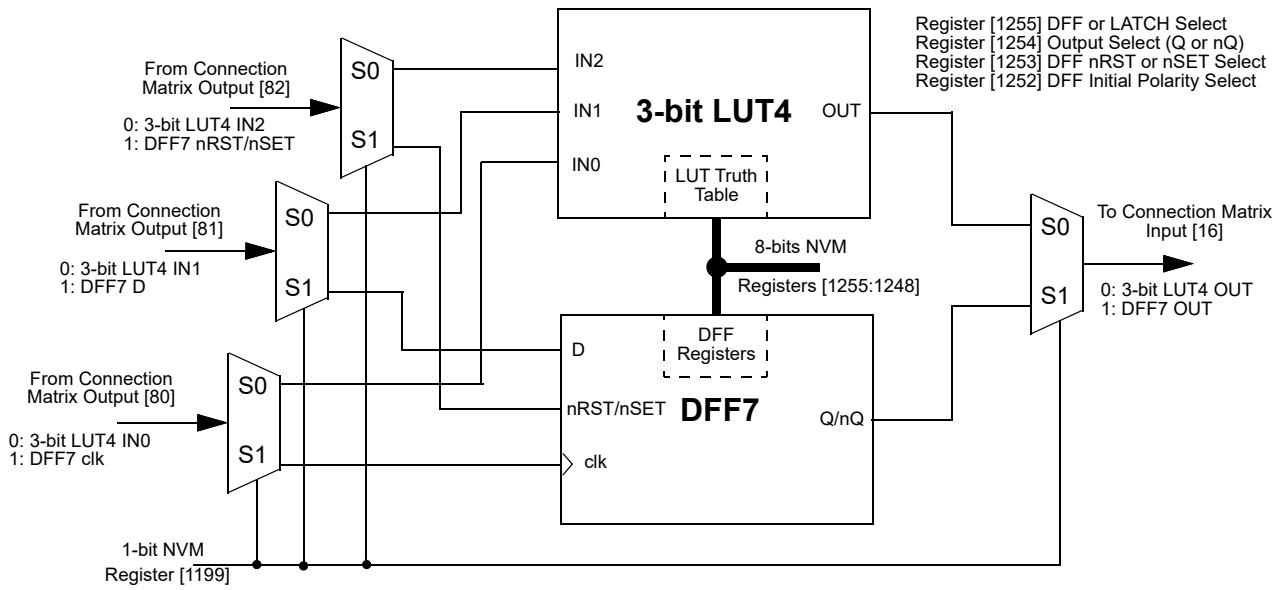 Register [1255] DFF or LATCH Select
Register [1254] Output Select (Q or nQ)
Register [1253] DFF nRST or nSET Select
Register [1252] DFF Initial Polarity Select
From Connection
Matrix Output [82]
0: 3-bit LUT4 IN2
1: DFF7 nRST/nSET
S0
S1
IN2
IN1
IN0
3-bit LUT4
OUT
LUT Truth
Table
From Connection
Matrix Output [81]
0: 3-bit LUT4 IN1
1: DFF7 D
S0
S1
8-bits NVM
Registers [1255:1248]
S0
S1
To Connection Matrix
Input [16]
0: 3-bit LUT4 OUT
1: DFF7 OUT
From Connection
Matrix Output [80]
0: 3-bit LUT4 IN0
1: DFF7 clk
S0
S1
DFF
Registers
D
nRST/nSET
DFF7
Q/nQ
clk
1-bit NVM
Register [1199]